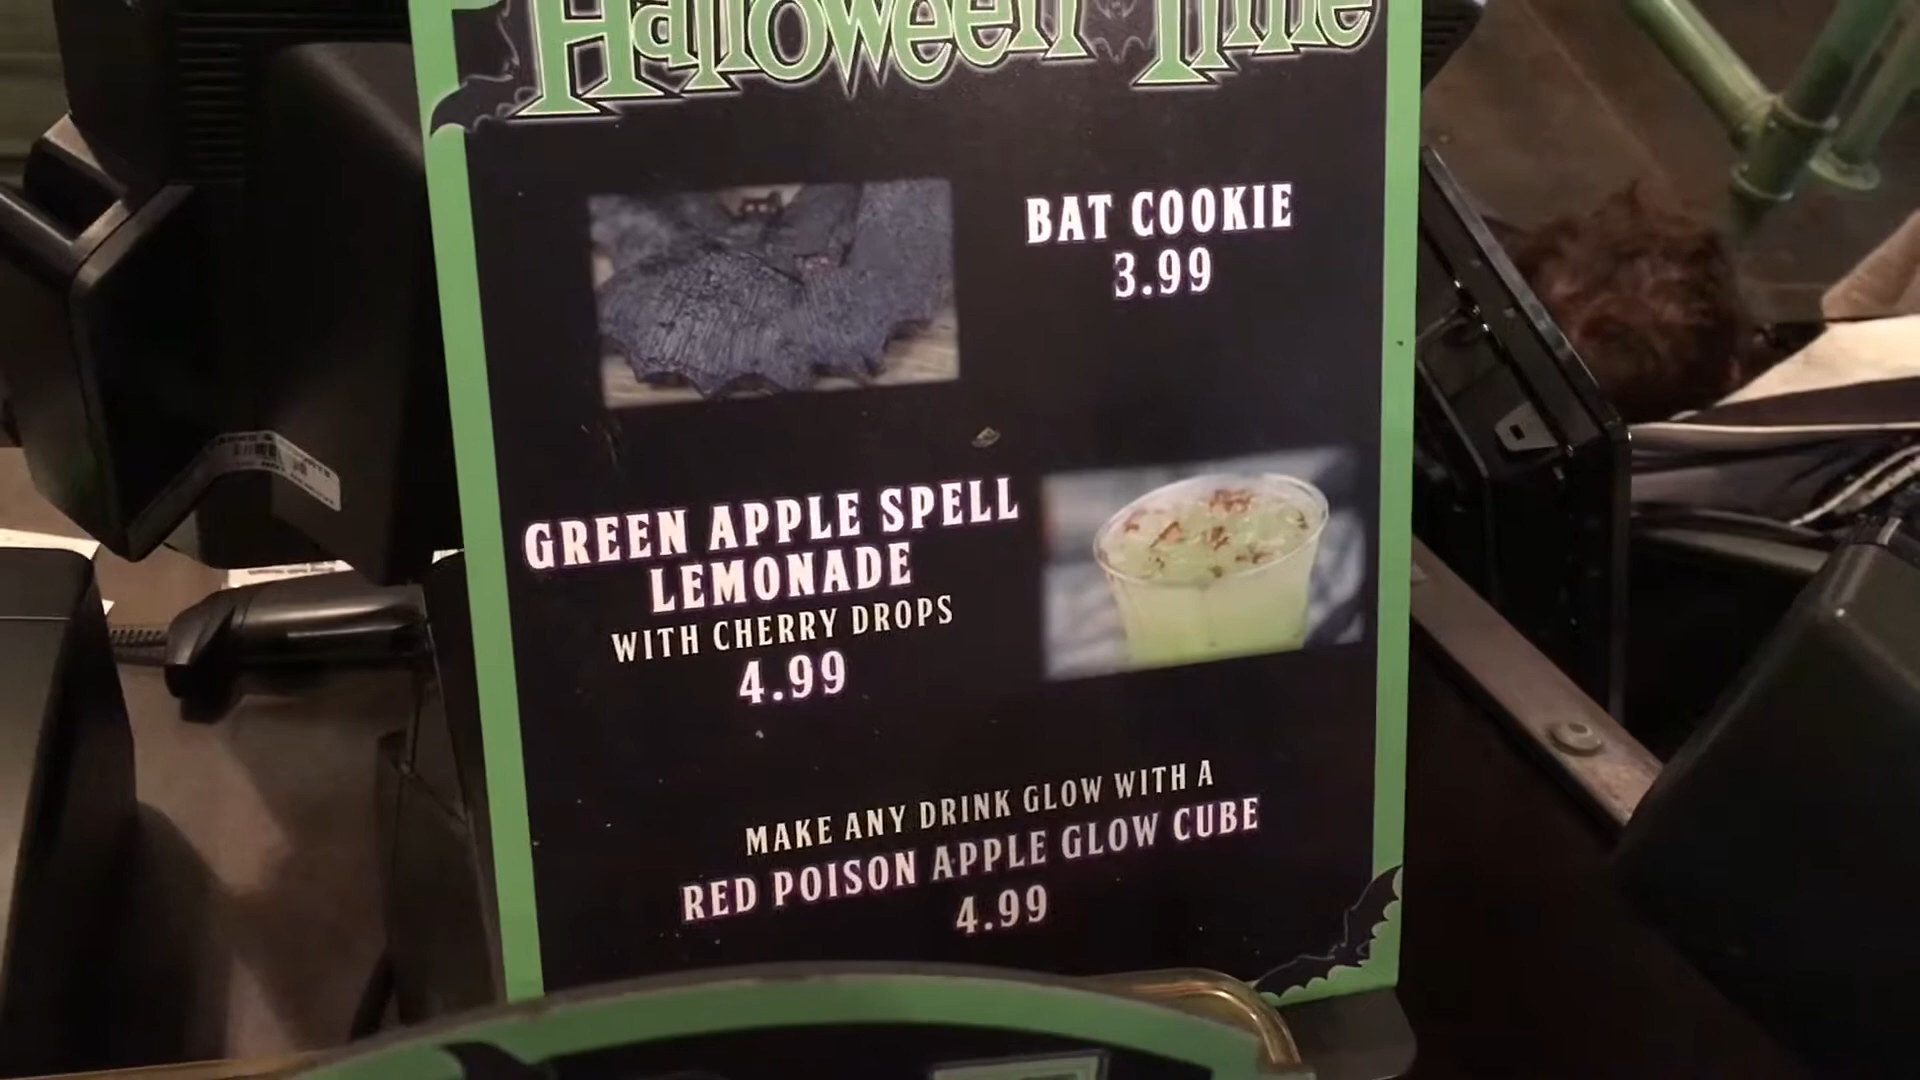 Halloween Time
BAT COOKIE
3.99
GREEN APPLE SPELL
LEMONADE
WITH CHERRY DROPS
4.99
MAKE ANY DRINK GLOW WITH A
RED POISON APPLE GLOW CUBE
4.99